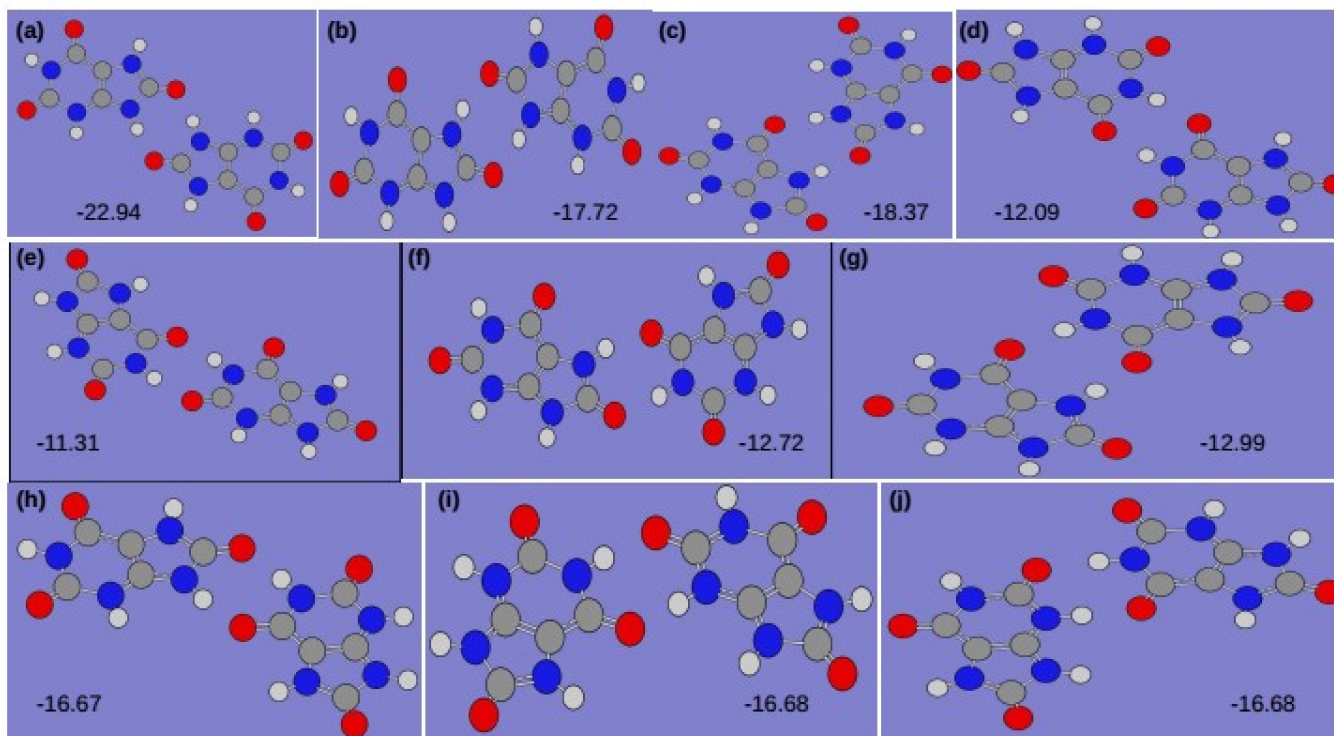 (a)
-22.94
(b)
-17.72
(c)
-18.37
(d)
-12.09
(e)
-11.31
(f)
-12.72
(g)
-12.99
(h)
-16.67
(i)
-16.68
(j)
-16.68